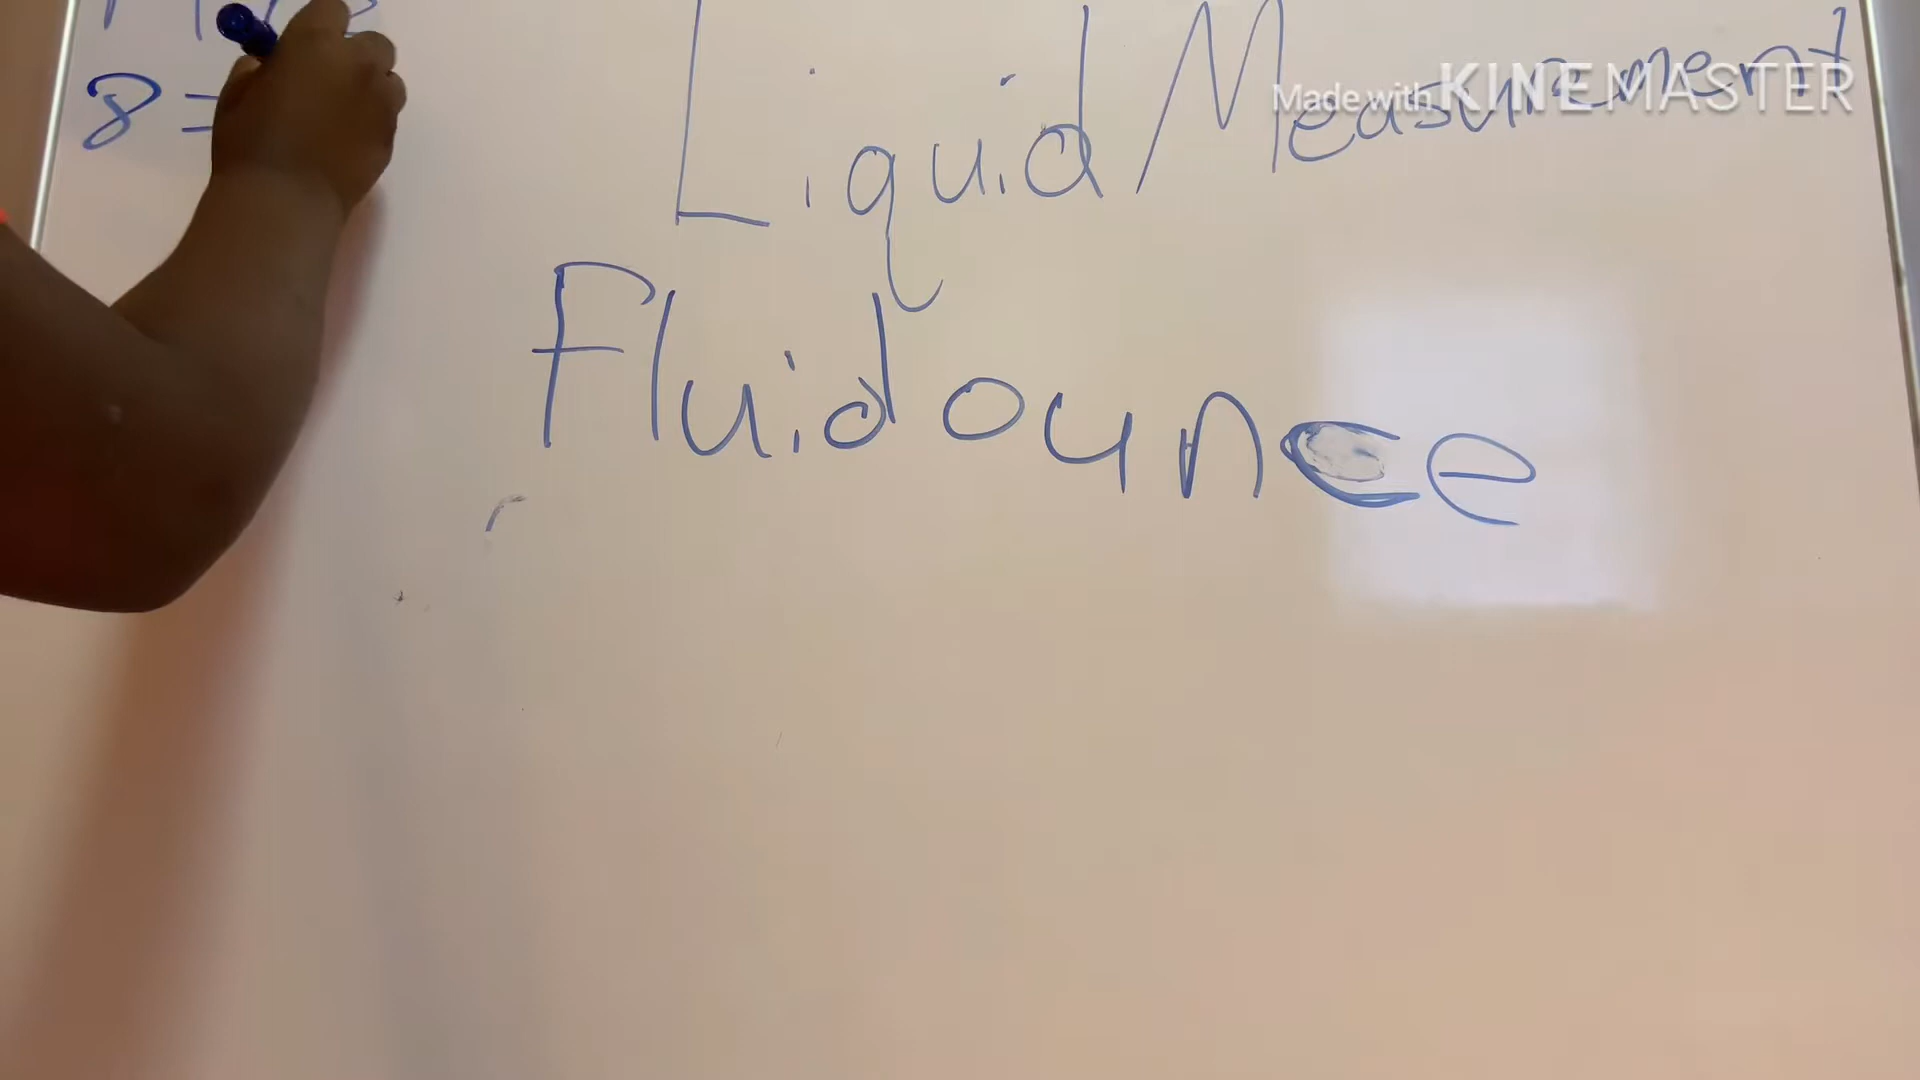 Liquid Measurement
Made with KINEMASTER
8 =
Fluid ounce